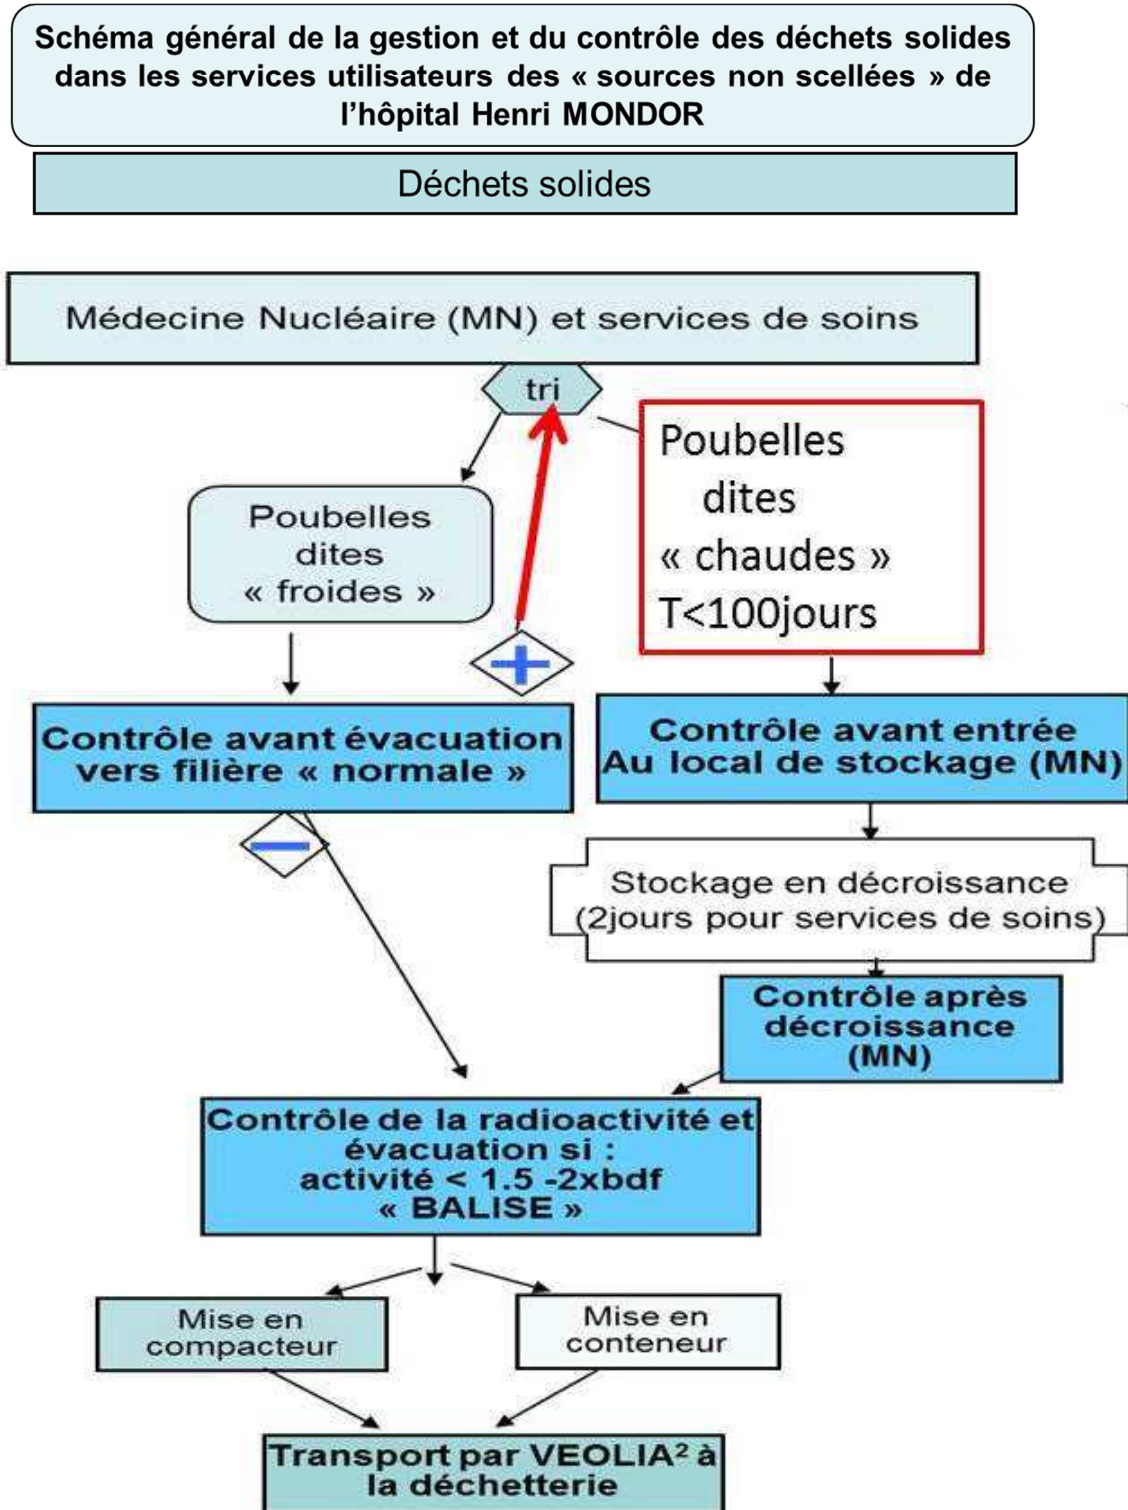 Schéma général de la gestion et du contrôle des déchets solides
dans les services utilisateurs des « sources non scellées » de
l'hôpital Henri MONDOR
Déchets solides
Médecine Nucléaire (MN) et services de soins
tri
Poubelles
dites
« froides »
Poubelles
dites
« chaudes »
T<100jours
+
Contrôle avant évacuation
vers filière « normale »
Contrôle avant entrée
Au local de stockage (MN)
—
Stockage en décroissance
(2jours pour services de soins)
Contrôle après
décroissance
(MN)
Contrôle de la radioactivité et
évacuation si :
activité < 1.5 -2xbdf
« BALISE »
Mise en
compacteur
Mise en
conteneur
Transport par VEOLIA² à
la déchetterie